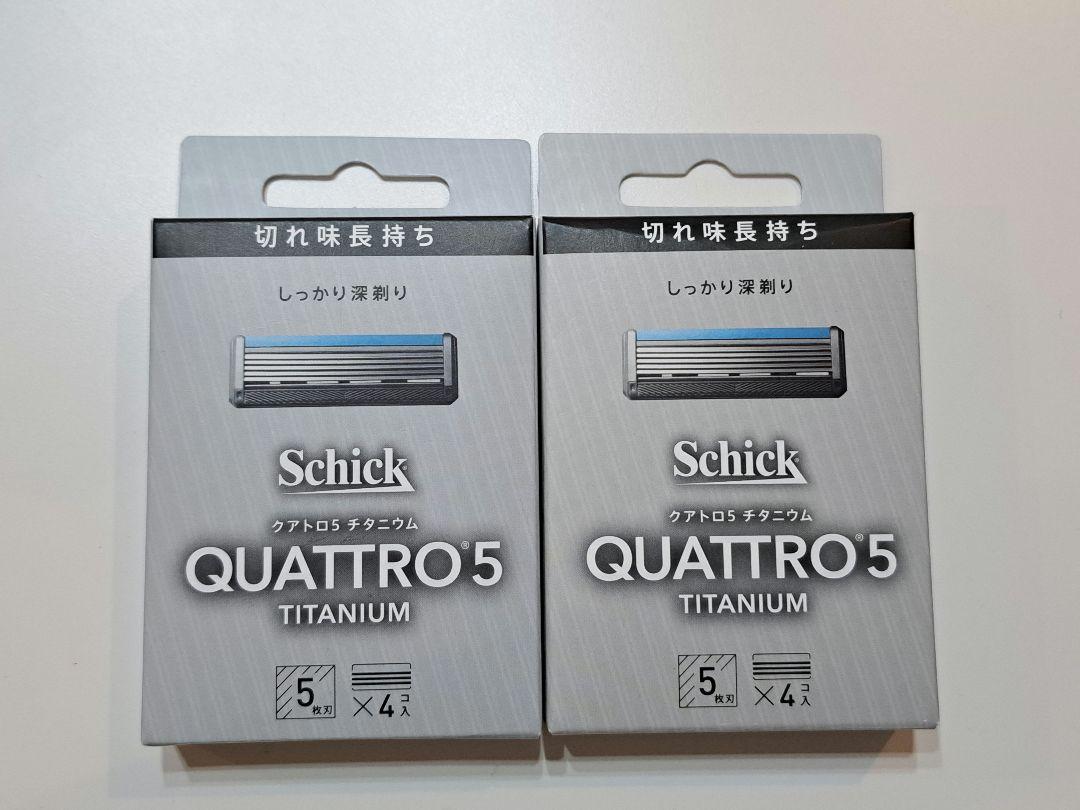 切れ味長持ち
しっかり深剃り
Schick
クアトロ5 チタニウム
QUATTRO®5
TITANIUM
5枚刃
×4コ入
切れ味長持ち
しっかり深剃り
Schick
クアトロ5 チタニウム
QUATTRO®5
TITANIUM
5枚刃
×4コ入